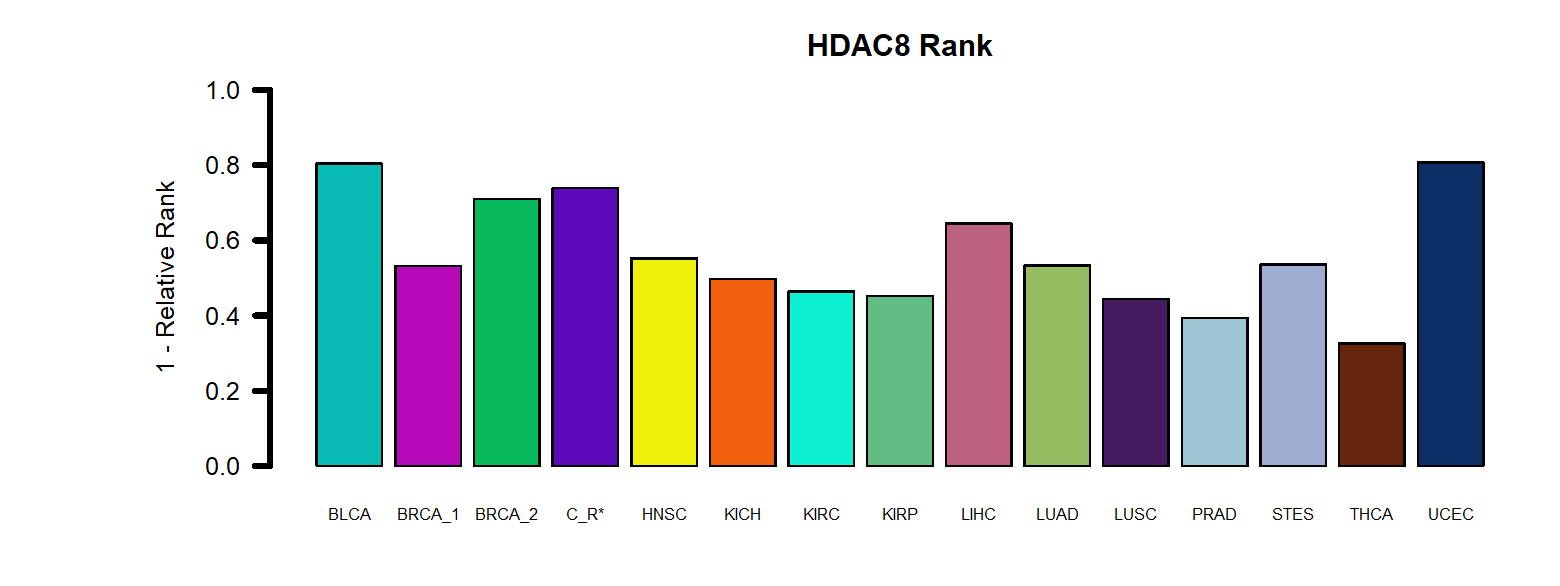 HDAC8 Rank
1 - Relative Rank
1.0
0.8
0.6
0.4
0.2
0.0
BLCA BRCA_1 BRCA_2 C_R* HNSC KICH KIRC KIRP LIHC LUAD LUSC PRAD STES THCA UCEC